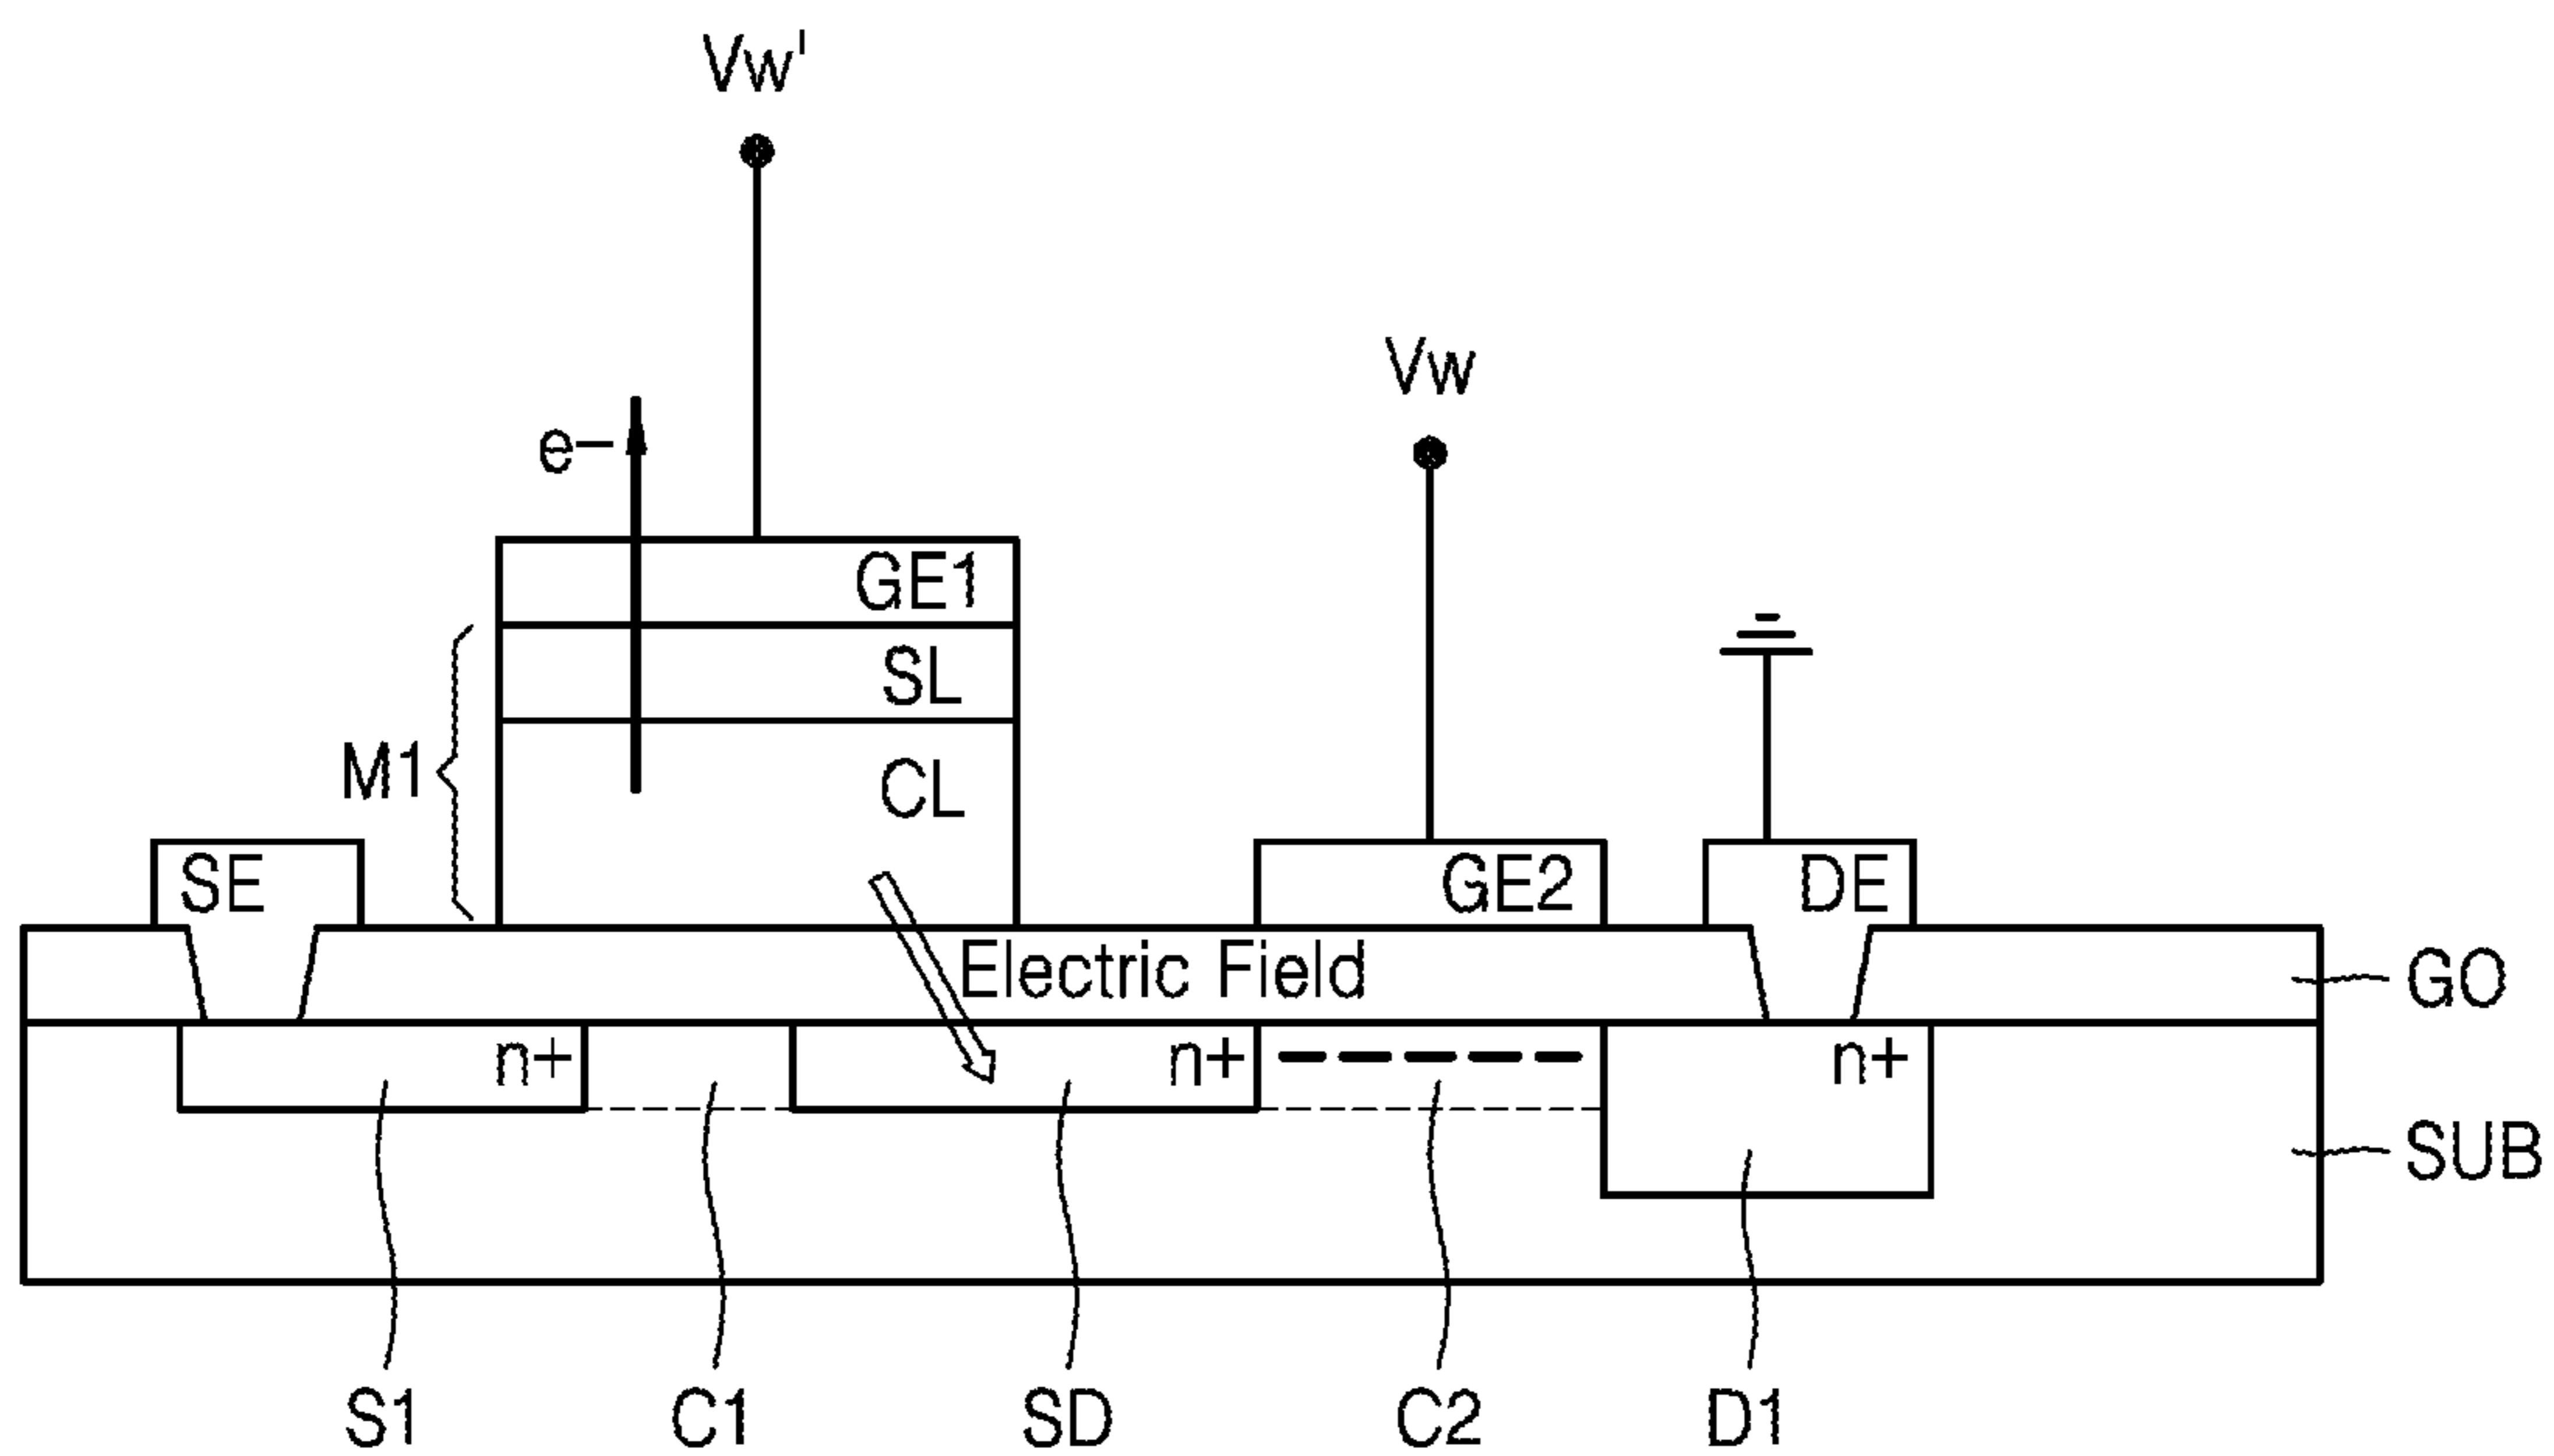 Vw'
Vw
e-
GE1
SL
M1
CL
SE
GE2
DE
Electric Field
GO
n+
n+
n+
SUB
S1
C1
SD
C2
D1